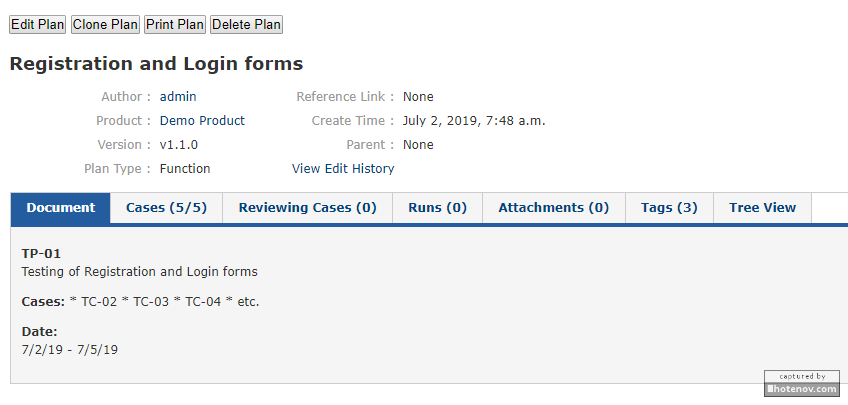 Edit Plan Clone Plan Print Plan Delete Plan
Registration and Login forms
Author : admin Reference Link : None
Product : Demo Product Create Time : July 2, 2019, 7:48 a.m.
Version : v1.1.0 Parent : None
Plan Type : Function View Edit History
Document Cases (5/5) Reviewing Cases (0) Runs (0) Attachments (0) Tags (3) Tree View
TP-01
Testing of Registration and Login forms
Cases: * TC-02 * TC-03 * TC-04 * etc.
Date:
7/2/19 - 7/5/19
captured by
hotenov.com